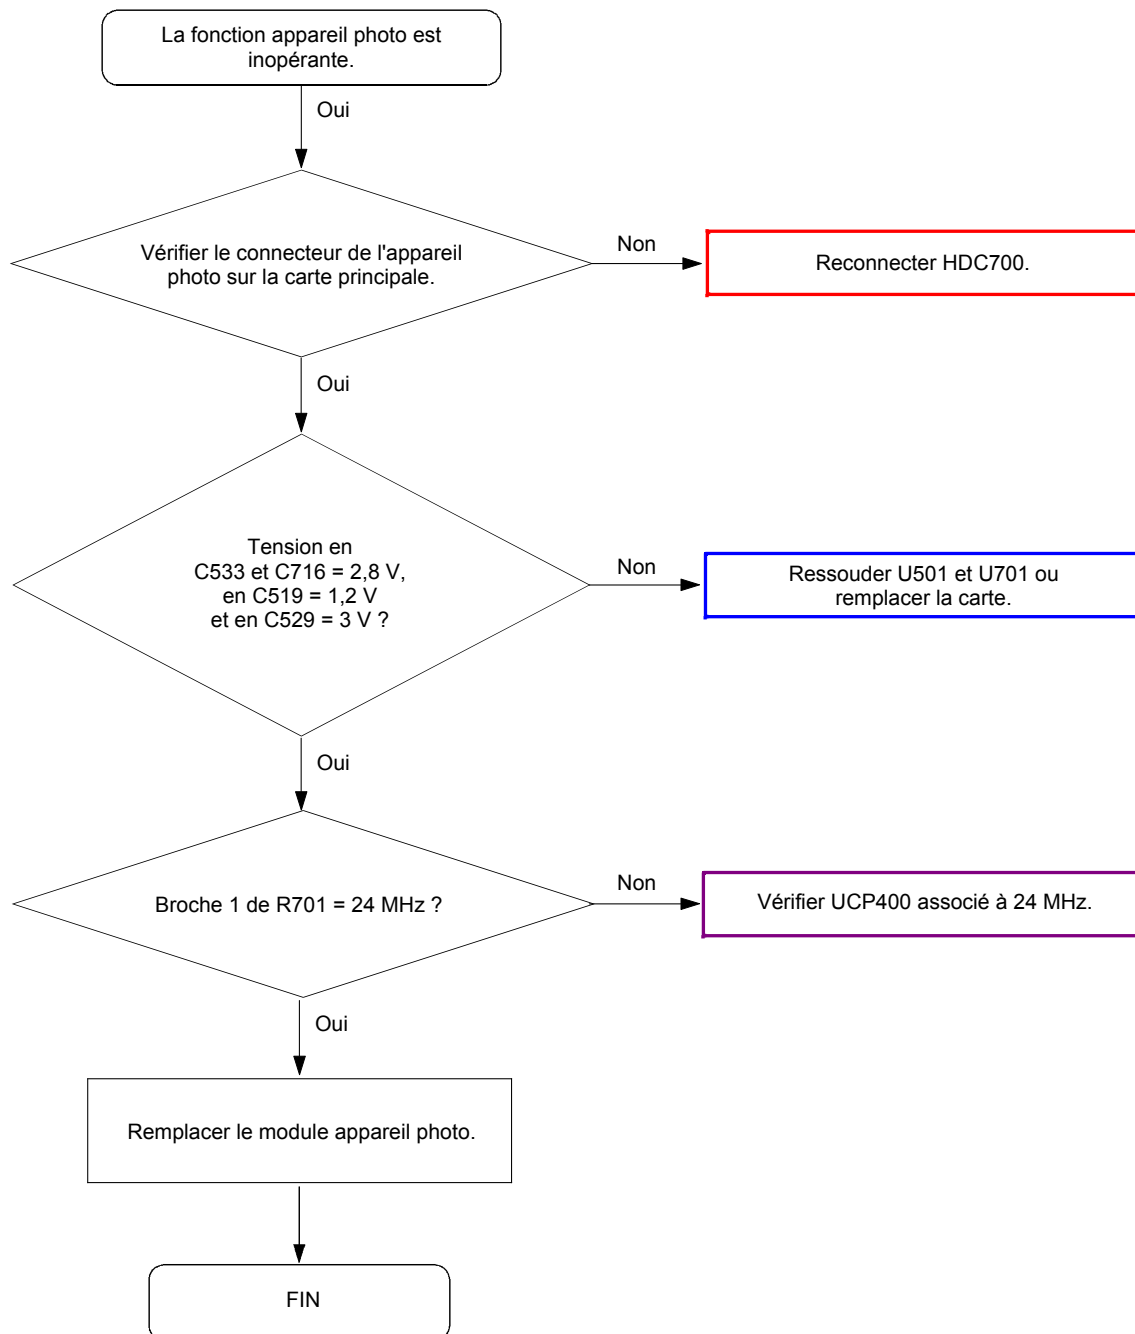 La fonction appareil photo est
inopérante.
Oui
Vérifier le connecteur de l'appareil
photo sur la carte principale.
Non
Reconnecter HDC700.
Oui
Tension en
C533 et C716 = 2,8 V,
en C519 = 1,2 V
et en C529 = 3 V ?
Non
Ressouder U501 et U701 ou
remplacer la carte.
Oui
Broche 1 de R701 = 24 MHz ?
Non
Vérifier UCP400 associé à 24 MHz.
Oui
Remplacer le module appareil photo.
FIN